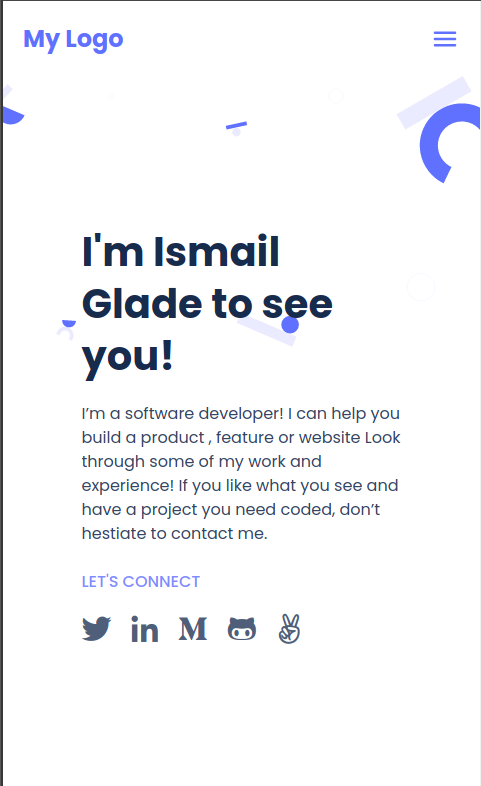 My Logo
I'm Ismail
Glade to see
you!
I’m a software developer! I can help you
build a product , feature or website Look
through some of my work and
experience! If you like what you see and
have a project you need coded, don’t
hestiate to contact me.
LET'S CONNECT